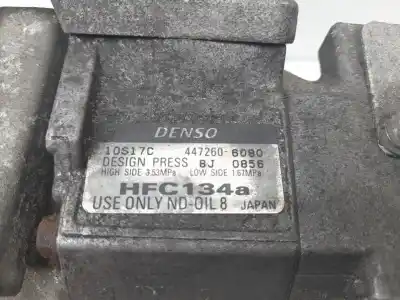 DENSO
10S17C 447260-6080
DESIGN PRESS 8J 0856
HIGH SIDE 3.53MPa LOW SIDE 1.67MPa
HFC134a
USE ONLY ND-OIL 8 JAPAN